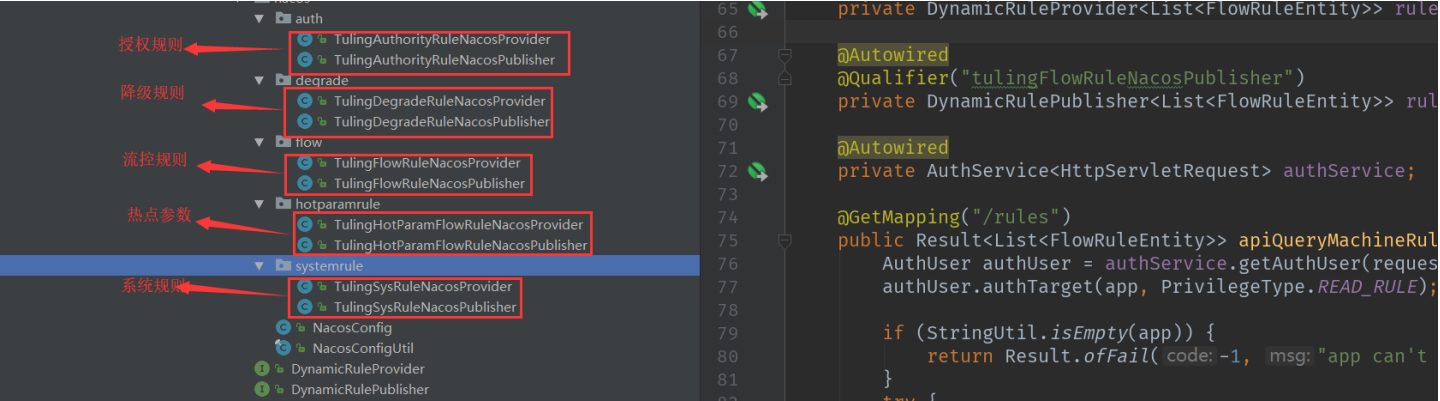 nacos
auth
授权规则
TulingAuthorityRuleNacosProvider
TulingAuthorityRuleNacosPublisher
degrade
降级规则
TulingDegradeRuleNacosProvider
TulingDegradeRuleNacosPublisher
flow
流控规则
TulingFlowRuleNacosProvider
TulingFlowRuleNacosPublisher
hotparamrule
热点参数
TulingHotParamFlowRuleNacosProvider
TulingHotParamFlowRuleNacosPublisher
systemrule
系统规则
TulingSysRuleNacosProvider
TulingSysRuleNacosPublisher
NacosConfig
NacosConfigUtil
DynamicRuleProvider
DynamicRulePublisher
65 private DynamicRuleProvider<List<FlowRuleEntity>> rule
66
67 @Autowired
68 @Qualifier("tulingFlowRuleNacosPublisher")
69 private DynamicRulePublisher<List<FlowRuleEntity>> rul
70
71 @Autowired
72 private AuthService<HttpServletRequest> authService;
73
74 @GetMapping("/rules")
75 public Result<List<FlowRuleEntity>> apiQueryMachineRul
76 AuthUser authUser = authService.getAuthUser(reques
77 authUser.authTarget(app, PrivilegeType.READ_RULE);
78
79 if (StringUtil.isEmpty(app)) {
80 return Result.ofFail( code: -1, msg: "app can't
81 }
try {